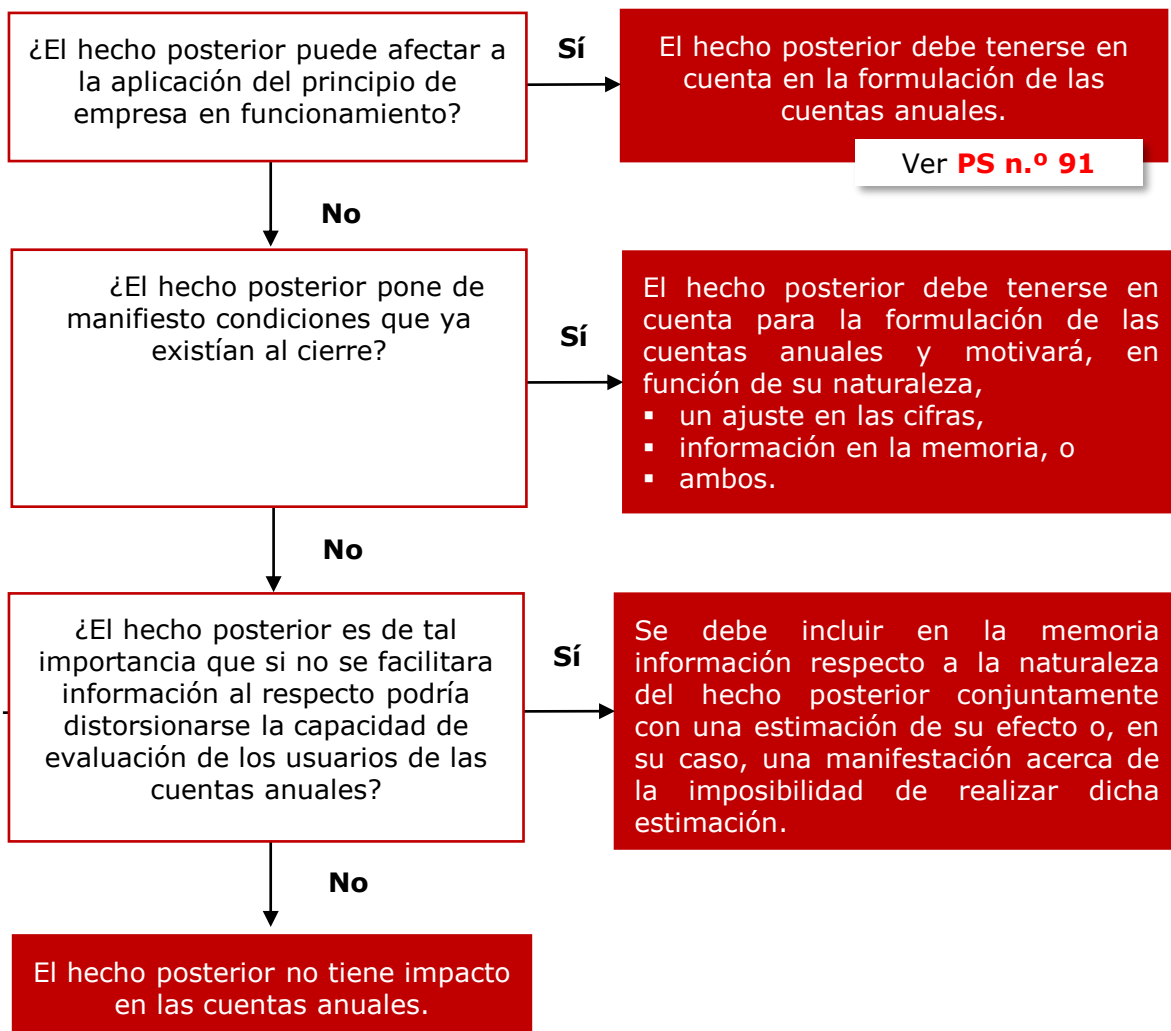 ¿El hecho posterior puede afectar a
la aplicación del principio de
empresa en funcionamiento?
Sí
El hecho posterior debe tenerse en
cuenta en la formulación de las
cuentas anuales.
Ver PS n.º 91
No
¿El hecho posterior pone de
manifiesto condiciones que ya
existían al cierre?
Sí
El hecho posterior debe tenerse en
cuenta para la formulación de las
cuentas anuales y motivará, en
función de su naturaleza,
▪ un ajuste en las cifras,
▪ información en la memoria, o
▪ ambos.
No
¿El hecho posterior es de tal
importancia que si no se facilitara
información al respecto podría
distorsionarse la capacidad de
evaluación de los usuarios de las
cuentas anuales?
Sí
Se debe incluir en la memoria
información respecto a la naturaleza
del hecho posterior conjuntamente
con una estimación de su efecto o, en
su caso, una manifestación acerca de
la imposibilidad de realizar dicha
estimación.
No
El hecho posterior no tiene impacto
en las cuentas anuales.